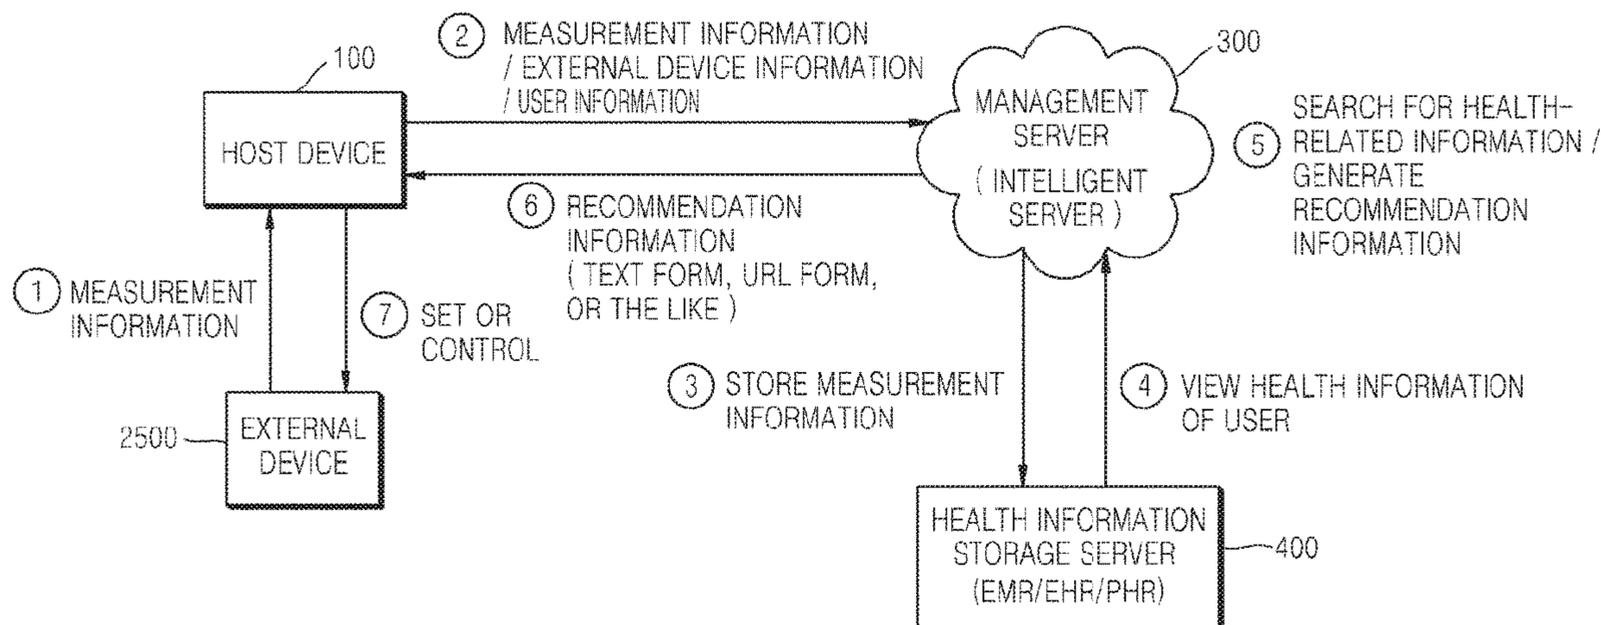 100
HOST DEVICE
2 MEASUREMENT INFORMATION
/ EXTERNAL DEVICE INFORMATION
/ USER INFORMATION
300
MANAGEMENT
SERVER
( INTELLIGENT
SERVER )
5 SEARCH FOR HEALTH-
RELATED INFORMATION /
GENERATE
RECOMMENDATION
INFORMATION
6 RECOMMENDATION
INFORMATION
( TEXT FORM, URL FORM,
OR THE LIKE )
1 MEASUREMENT
INFORMATION
7 SET OR
CONTROL
2500
EXTERNAL
DEVICE
3 STORE MEASUREMENT
INFORMATION
4 VIEW HEALTH INFORMATION
OF USER
HEALTH INFORMATION
STORAGE SERVER
(EMR/EHR/PHR)
400